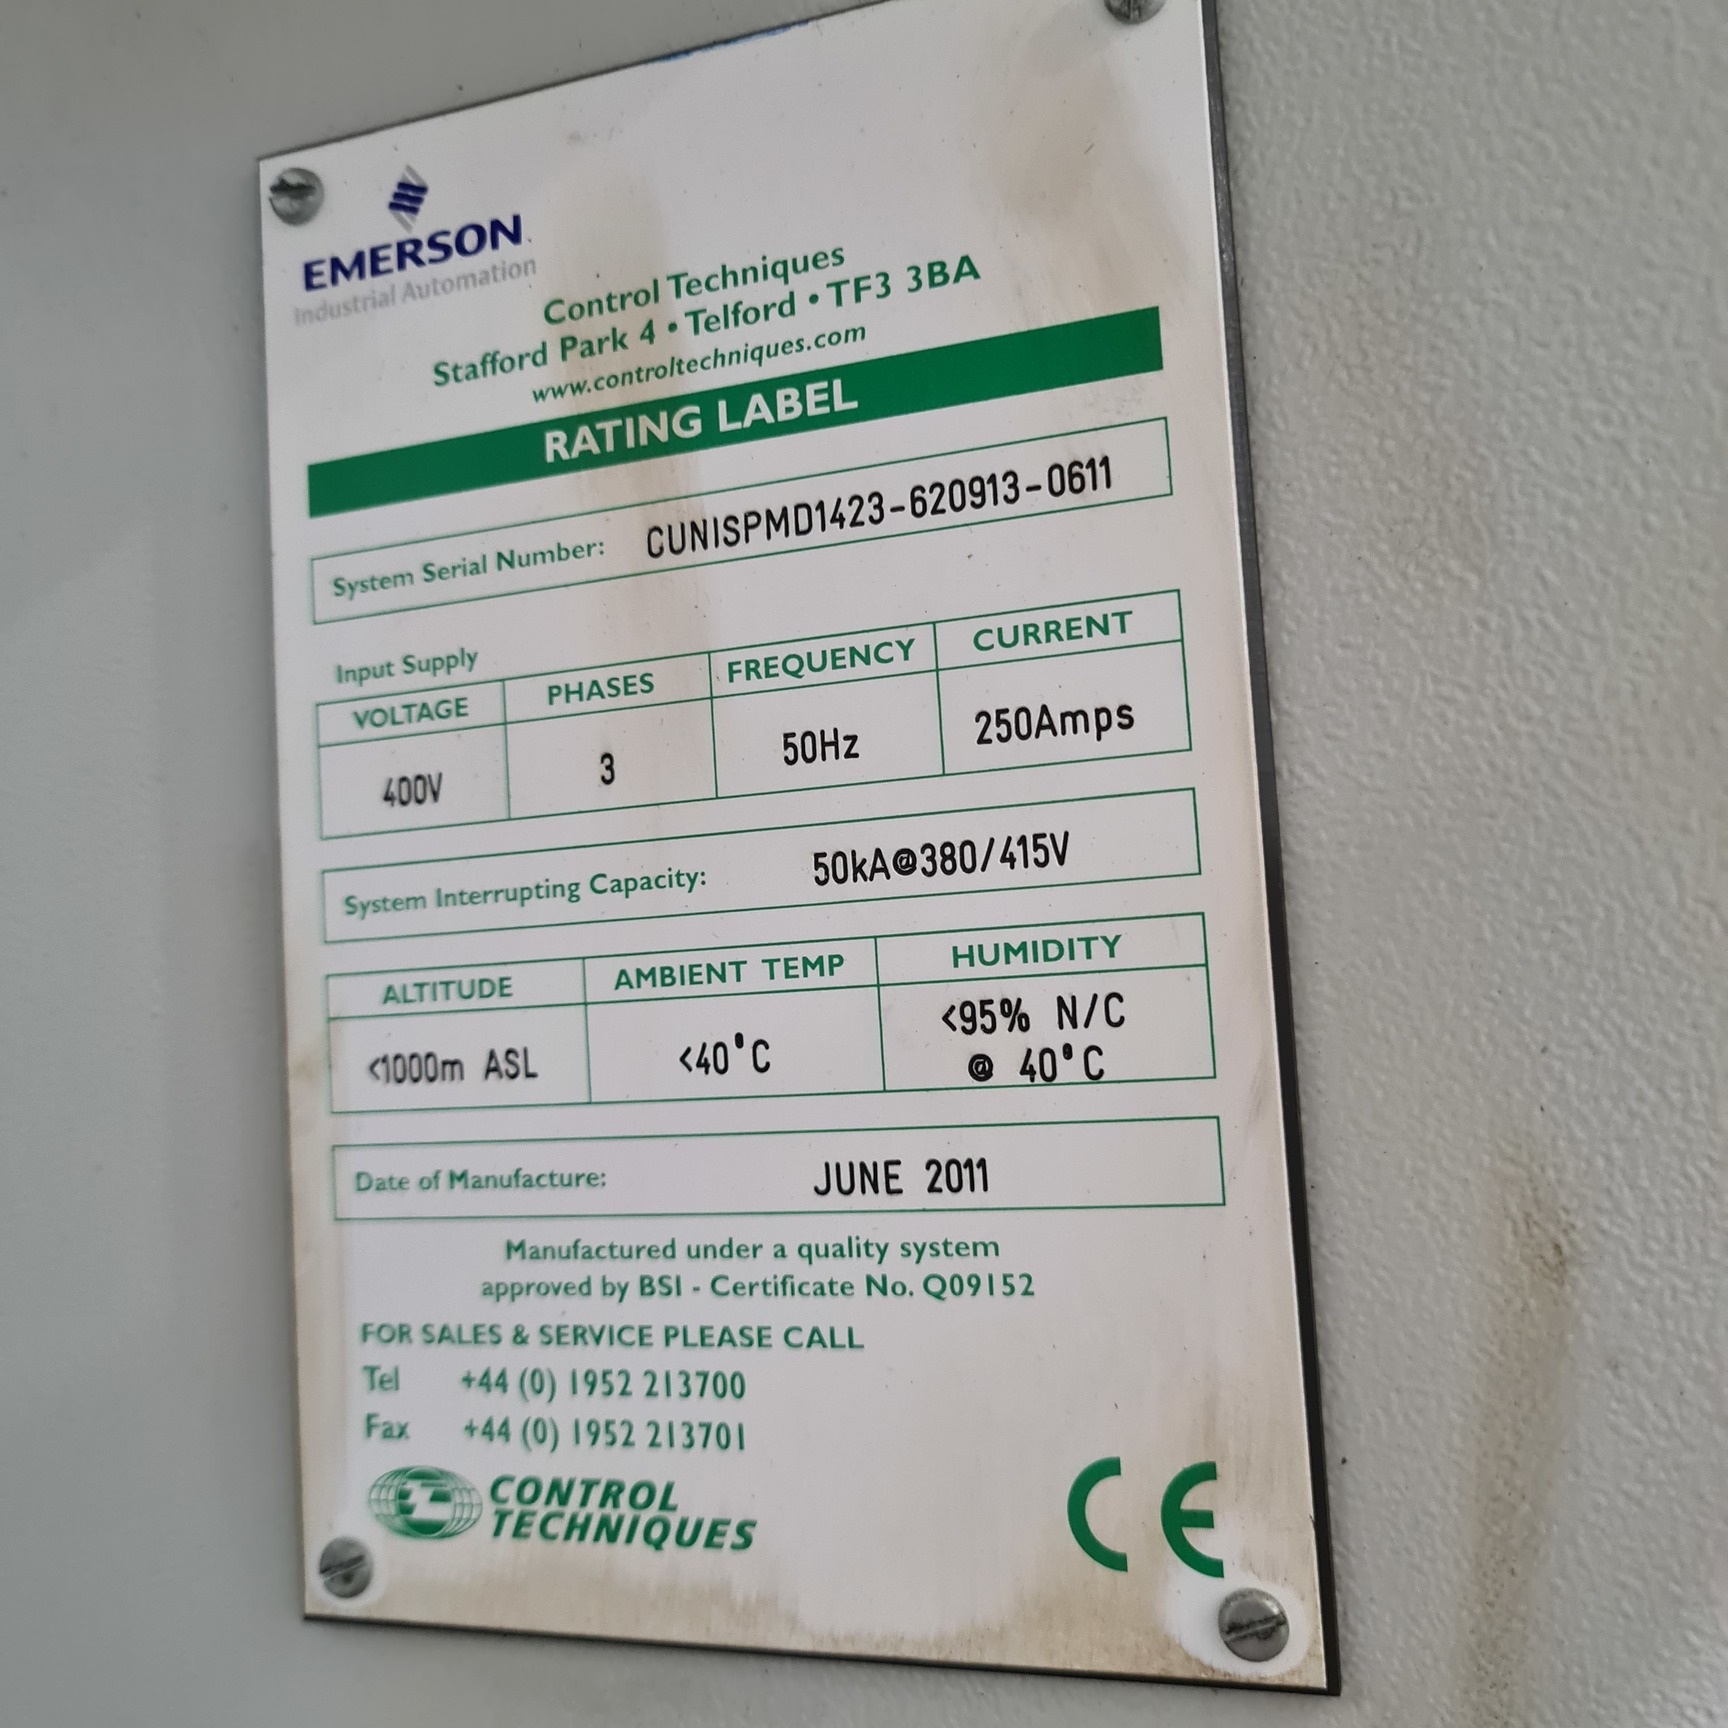 EMERSON
Industrial Automation
Control Techniques
Stafford Park 4 • Telford • TF3 3BA
www.controltechniques.com
RATING LABEL
System Serial Number: CUNISPMD1423-620913-0611
Input Supply
VOLTAGE PHASES FREQUENCY CURRENT
400V 3 50Hz 250Amps
System Interrupting Capacity: 50kA@380/415V
ALTITUDE AMBIENT TEMP HUMIDITY
<1000m ASL <40°C <95% N/C
@ 40°C
Date of Manufacture: JUNE 2011
Manufactured under a quality system
approved by BSI - Certificate No. Q09152
FOR SALES & SERVICE PLEASE CALL
Tel +44 (0) 1952 213700
Fax +44 (0) 1952 213701
CONTROL
TECHNIQUES
CE